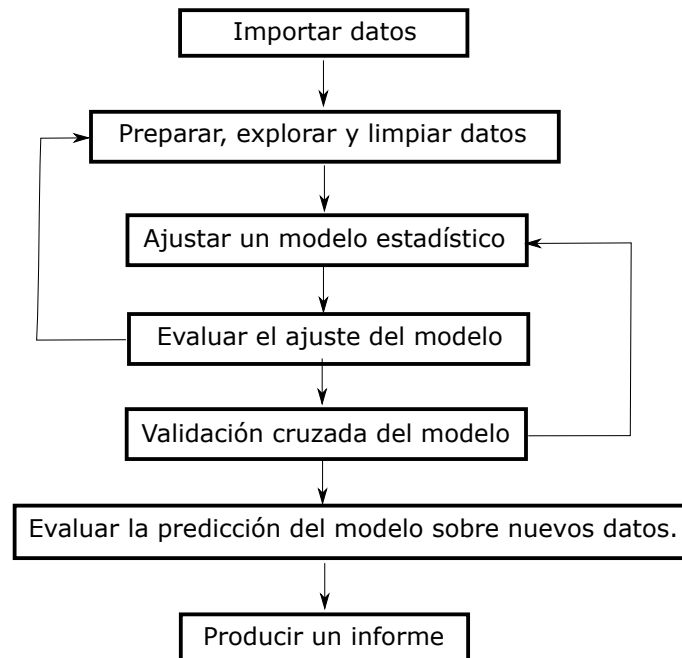 Importar datos
Preparar, explorar y limpiar datos
Ajustar un modelo estadístico
Evaluar el ajuste del modelo
Validación cruzada del modelo
Evaluar la predicción del modelo sobre nuevos datos.
Producir un informe